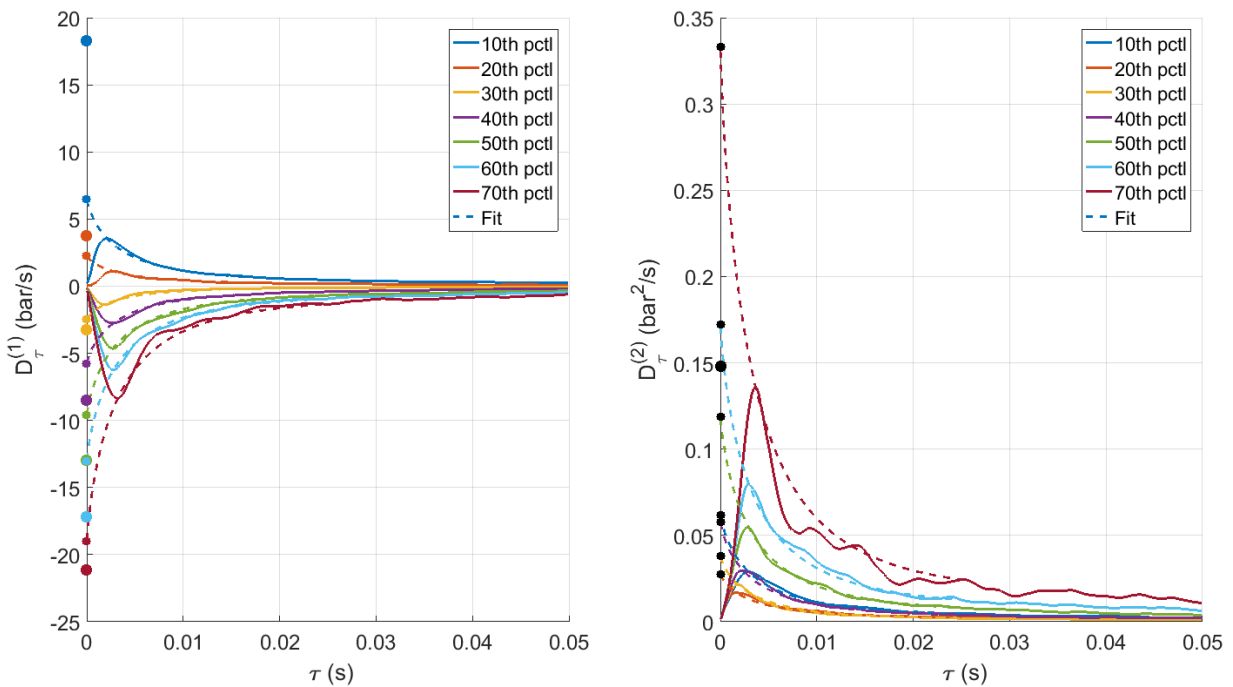 20
15
10
5
0
-5
-10
-15
-20
-25
D_τ^(1) (bar/s)
0
0.01
0.02
0.03
0.04
0.05
τ (s)
10th pctl
20th pctl
30th pctl
40th pctl
50th pctl
60th pctl
70th pctl
Fit
0.35
0.3
0.25
0.2
0.15
0.1
0.05
0
D_τ^(2) (bar²/s)
0
0.01
0.02
0.03
0.04
0.05
τ (s)
10th pctl
20th pctl
30th pctl
40th pctl
50th pctl
60th pctl
70th pctl
Fit